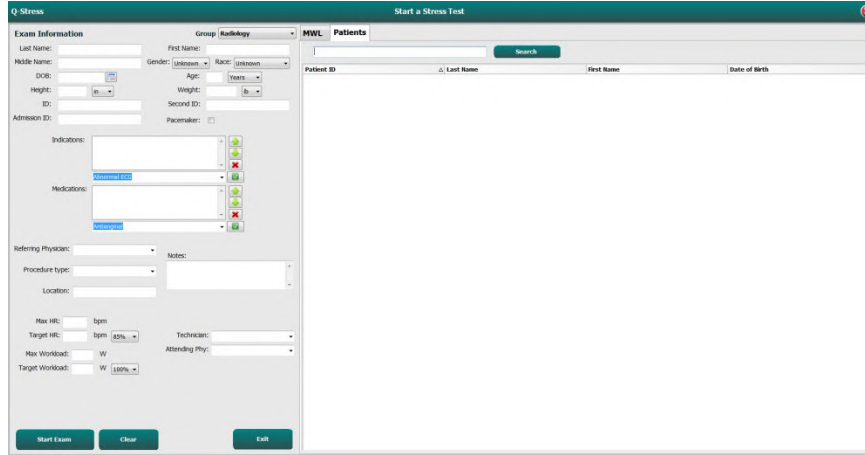 Q-Stress Start a Stress Test
Exam Information Group Radiology
MWL Patients
Last Name: First Name:
Search
Middle Name: Gender: Unknown Race: Unknown
Patient ID Last Name First Name Date of Birth
DOB: Age: Years
Height: in Weight: lb
ID: Second ID:
Admission ID: Pacemaker:
Indications:
Abnormal ECG
Medications:
Antianginal
Referring Physician:
Notes:
Procedure type:
Location:
Max HR: bpm
Target HR: bpm 85% Technician:
Max Workload: W Attending Phy:
Target Workload: W 100%
Start Exam Clear Exit